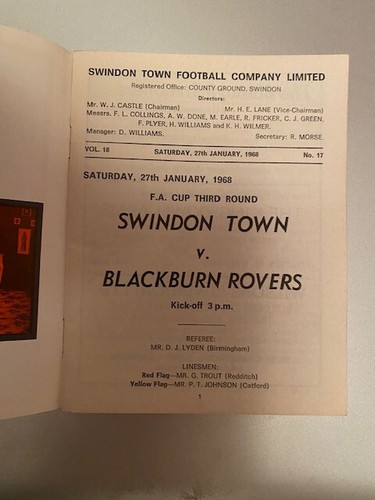 SWINDON TOWN FOOTBALL COMPANY LIMITED
Registered Office: COUNTY GROUND, SWINDON
Directors:
Mr. W. J. CASTLE (Chairman) Mr. H. E. LANE (Vice-Chairman)
Messrs. F. L. COLLINGS, A. W. DONE, M. EARLE, R. FRICKER, C. J. GREEN,
F. PLYER, H. WILLIAMS and K. H. WILMER.
Manager: D. WILLIAMS. Secretary: R. MORSE.
VOL. 18 SATURDAY, 27th JANUARY, 1968 No. 17
SATURDAY, 27th JANUARY, 1968
F.A. CUP THIRD ROUND
SWINDON TOWN
v.
BLACKBURN ROVERS
Kick-off 3 p.m.
REFEREE:
MR. D. J. LYDEN (Birmingham)
LINESMEN:
Red Flag—MR. G. TROUT (Redditch)
Yellow Flag—MR. P. T. JOHNSON (Catford)
1